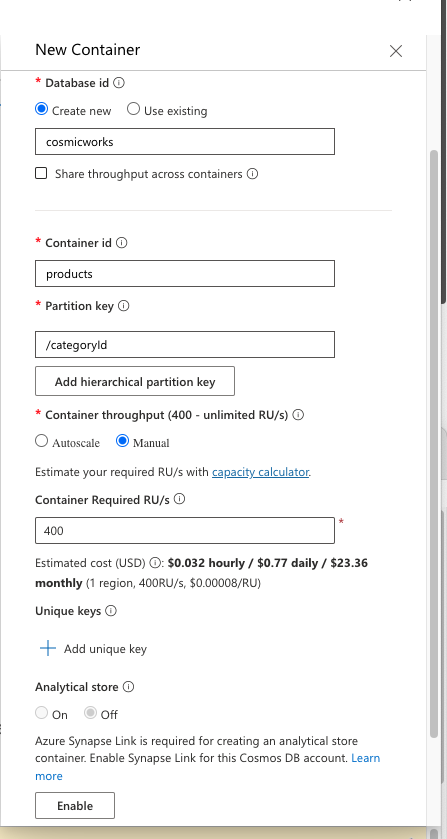 New Container
* Database id
Create new Use existing
cosmicworks
Share throughput across containers
* Container id
products
* Partition key
/categoryId
Add hierarchical partition key
* Container throughput (400 - unlimited RU/s)
Autoscale Manual
Estimate your required RU/s with capacity calculator.
Container Required RU/s
400 *
Estimated cost (USD) : $0.032 hourly / $0.77 daily / $23.36
monthly (1 region, 400RU/s, $0.00008/RU)
Unique keys
Add unique key
Analytical store
On Off
Azure Synapse Link is required for creating an analytical store
container. Enable Synapse Link for this Cosmos DB account. Learn
more
Enable